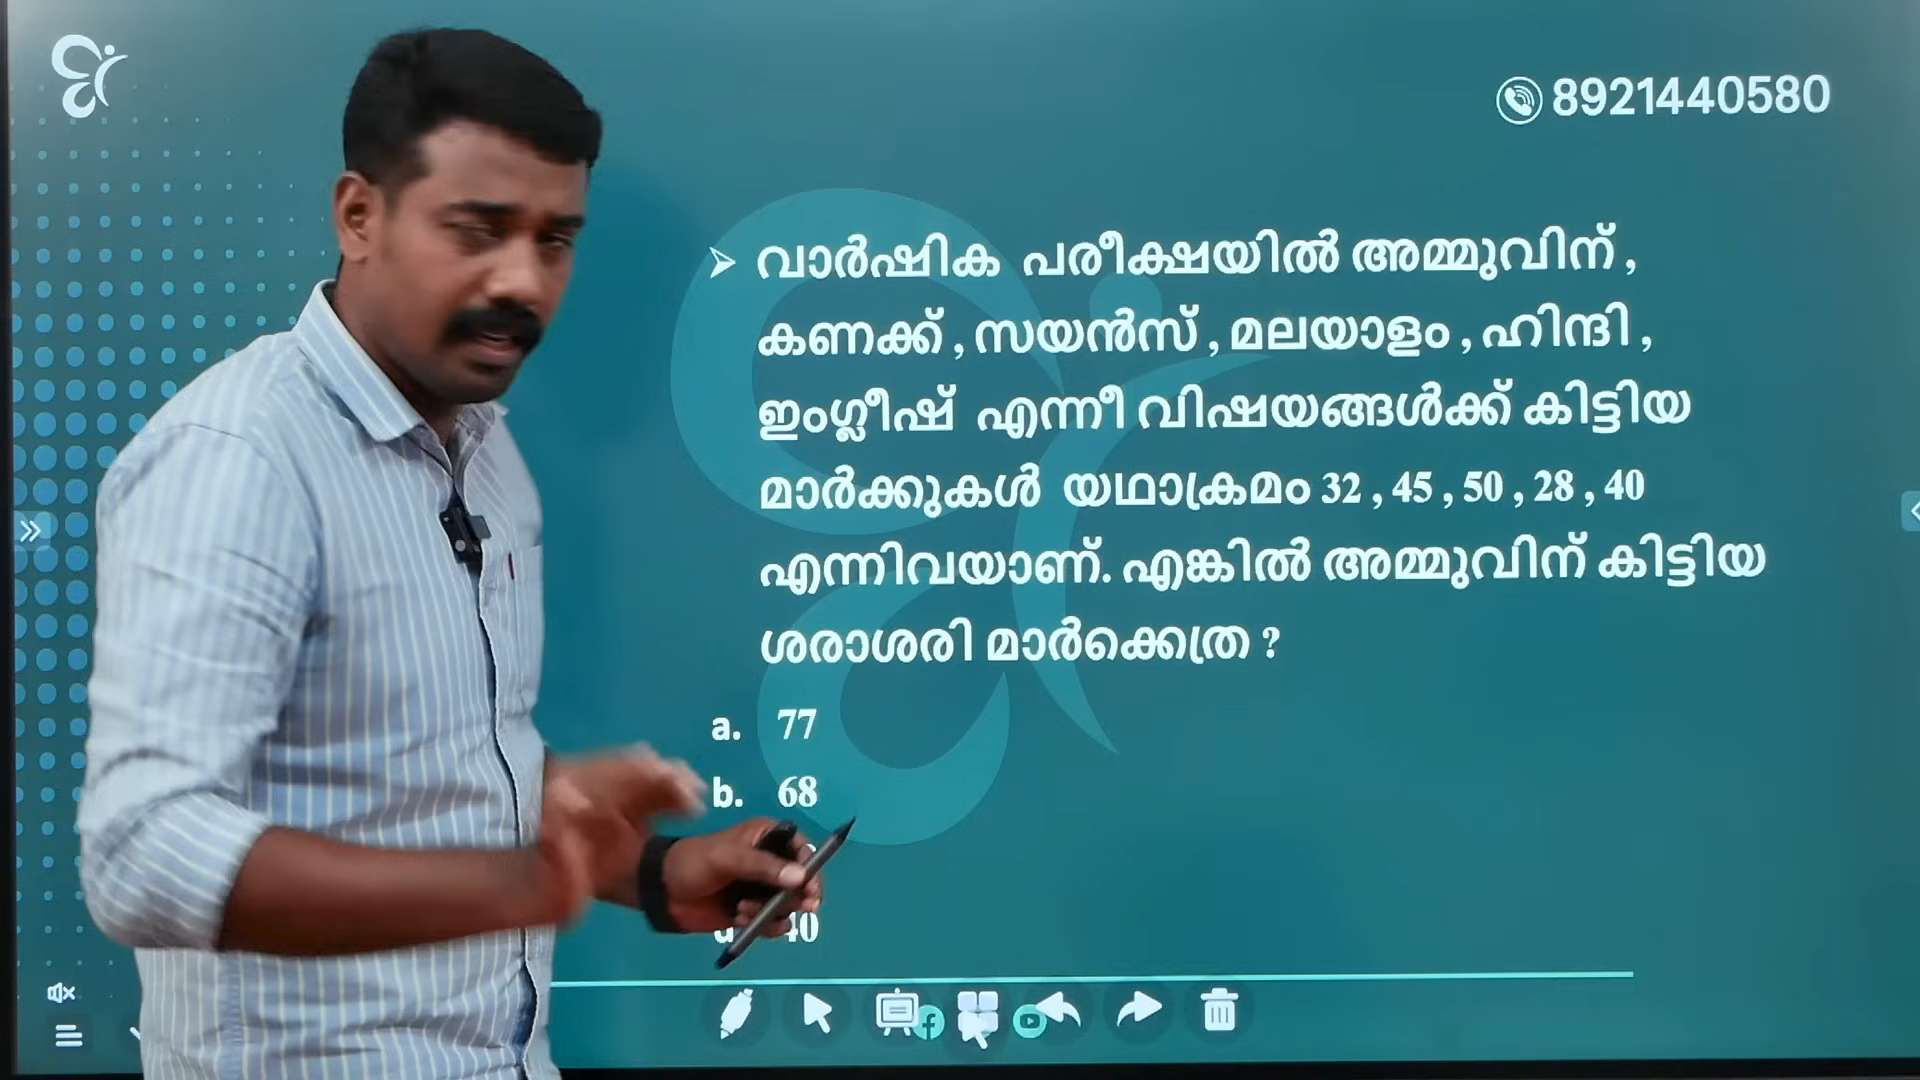 8921440580
➢ വാർഷിക പരീക്ഷയിൽ അമ്മുവിന് ,
കണക്ക് , സയൻസ് , മലയാളം , ഹിന്ദി ,
ഇംഗ്ലീഷ് എന്നീ വിഷയങ്ങൾക്ക് കിട്ടിയ
മാർക്കുകൾ യഥാക്രമം 32 , 45 , 50 , 28 , 40
എന്നിവയാണ്. എങ്കിൽ അമ്മുവിന് കിട്ടിയ
ശരാശരി മാർക്കെത്ര ?
a. 77
b. 68
40